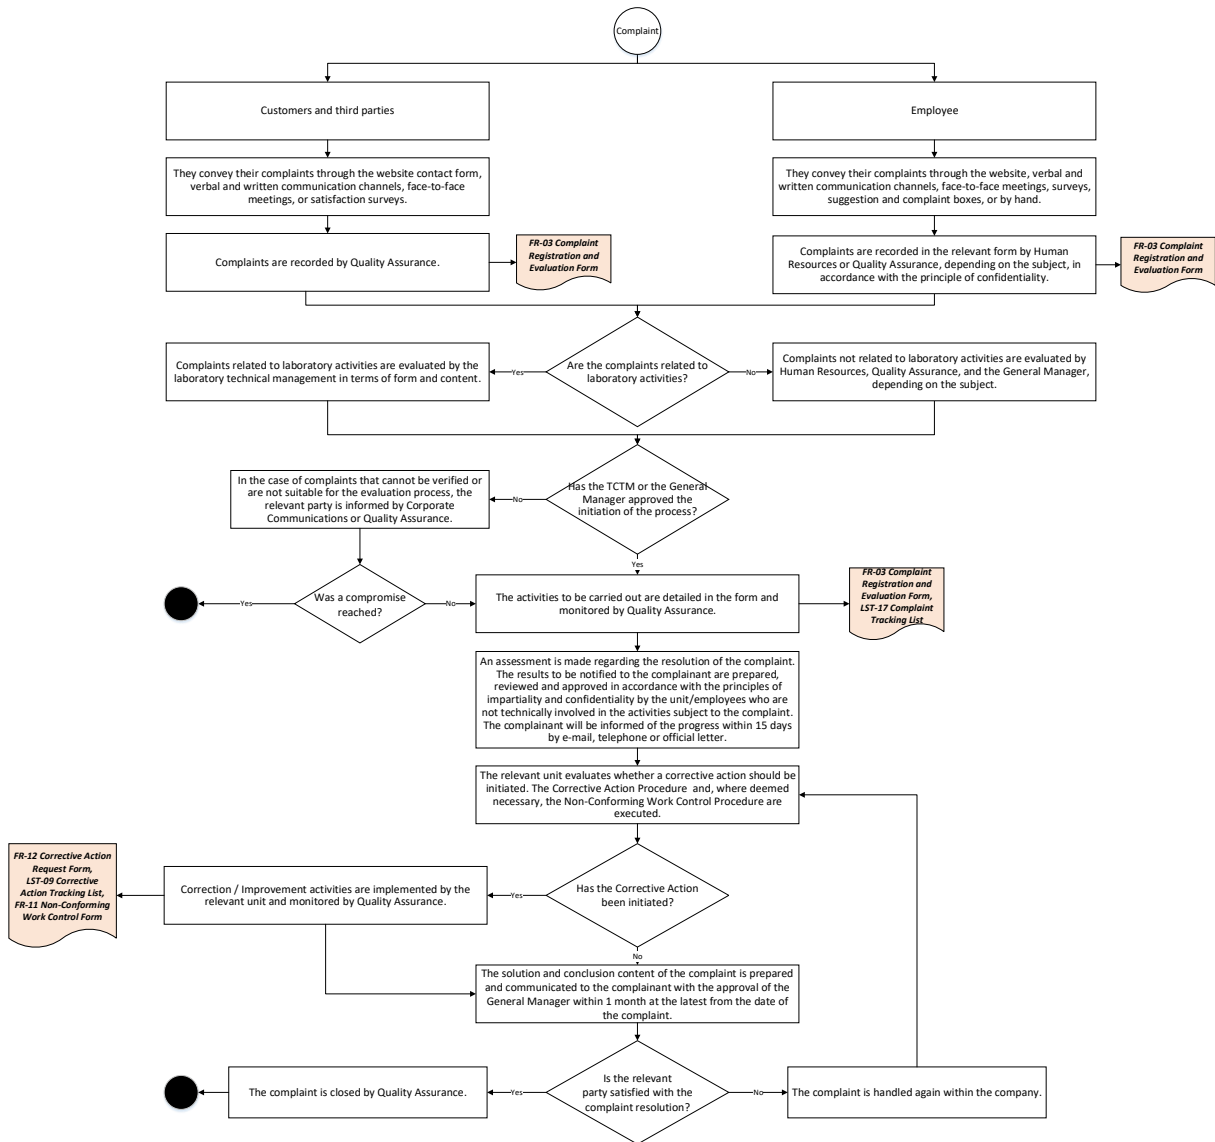 Complaint
Customers and third parties
Employee
They convey their complaints through the website contact form,
verbal and written communication channels, face-to-face
meetings, or satisfaction surveys.
They convey their complaints through the website, verbal and
written communication channels, face-to-face meetings, surveys,
suggestion and complaint boxes, or by hand.
Complaints are recorded by Quality Assurance.
FR-03 Complaint
Registration and
Evaluation Form
Complaints are recorded in the relevant form by Human
Resources or Quality Assurance, depending on the subject, in
accordance with the principle of confidentiality.
FR-03 Complaint
Registration and
Evaluation Form
Complaints related to laboratory activities are evaluated by the
laboratory technical management in terms of form and content.
Yes
Are the complaints related to
laboratory activities?
No
Complaints not related to laboratory activities are evaluated by
Human Resources, Quality Assurance, and the General Manager,
depending on the subject.
In the case of complaints that cannot be verified or
are not suitable for the evaluation process, the
relevant party is informed by Corporate
Communications or Quality Assurance.
No
Has the TCTM or the General
Manager approved the
initiation of the process?
Yes
Yes
Was a compromise
reached?
No
The activities to be carried out are detailed in the form and
monitored by Quality Assurance.
FR-03 Complaint
Registration and
Evaluation Form,
LST-17 Complaint
Tracking List
An assessment is made regarding the resolution of the complaint.
The results to be notified to the complainant are prepared,
reviewed and approved in accordance with the principles of
impartiality and confidentiality by the unit/employees who are
not technically involved in the activities subject to the complaint.
The complainant will be informed of the progress within 15 days
by e-mail, telephone or official letter.
The relevant unit evaluates whether a corrective action should be
initiated. The Corrective Action Procedure and, where deemed
necessary, the Non-Conforming Work Control Procedure are
executed.
FR-12 Corrective Action
Request Form,
LST-09 Corrective
Action Tracking List,
FR-11 Non-Conforming
Work Control Form
Correction / Improvement activities are implemented by the
relevant unit and monitored by Quality Assurance.
Yes
Has the Corrective Action
been initiated?
No
The solution and conclusion content of the complaint is prepared
and communicated to the complainant with the approval of the
General Manager within 1 month at the latest from the date of
the complaint.
The complaint is closed by Quality Assurance.
Yes
Is the relevant
party satisfied with the
complaint resolution?
No
The complaint is handled again within the company.